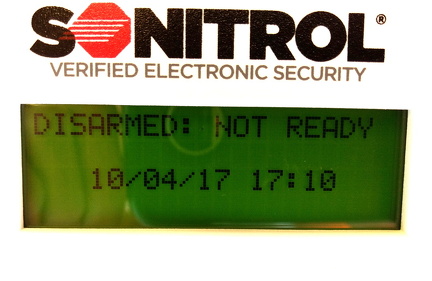 SONITROL®
VERIFIED ELECTRONIC SECURITY
DISARMED: NOT READY
10/04/17 17:10